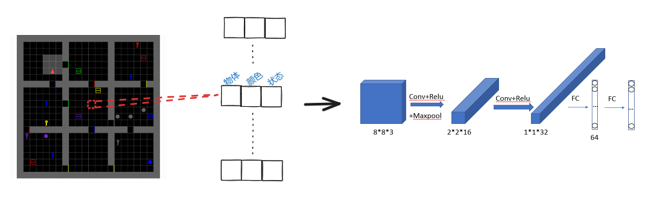 物体 颜色 状态
Conv+Relu
+Maxpool
Conv+Relu
FC
FC
8*8*3
2*2*16
1*1*32
64